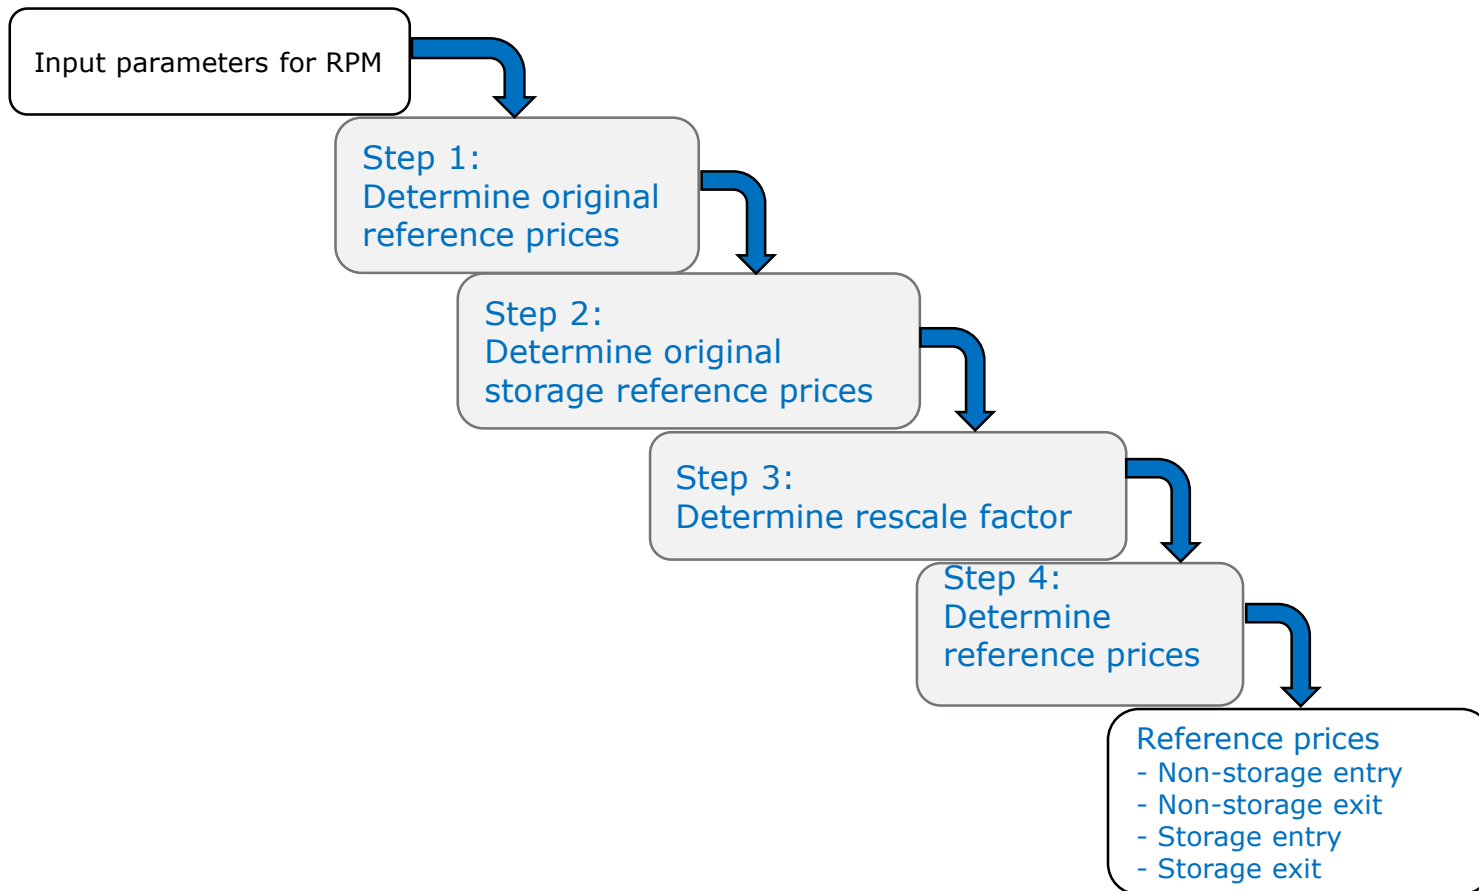 Input parameters for RPM
Step 1:
Determine original
reference prices
Step 2:
Determine original
storage reference prices
Step 3:
Determine rescale factor
Step 4:
Determine
reference prices
Reference prices
- Non-storage entry
- Non-storage exit
- Storage entry
- Storage exit